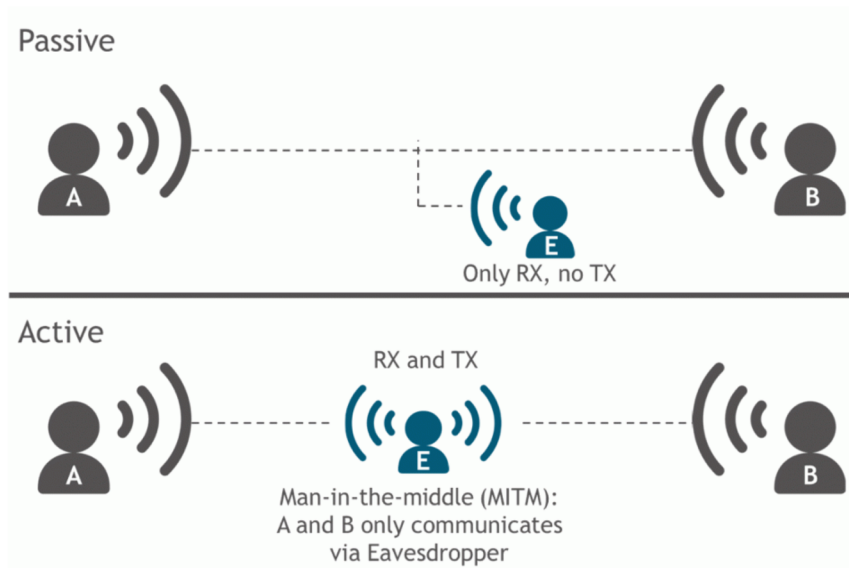 Passive
A
B
E
Only RX, no TX
Active
RX and TX
A
E
B
Man-in-the-middle (MITM):
A and B only communicates
via Eavesdropper